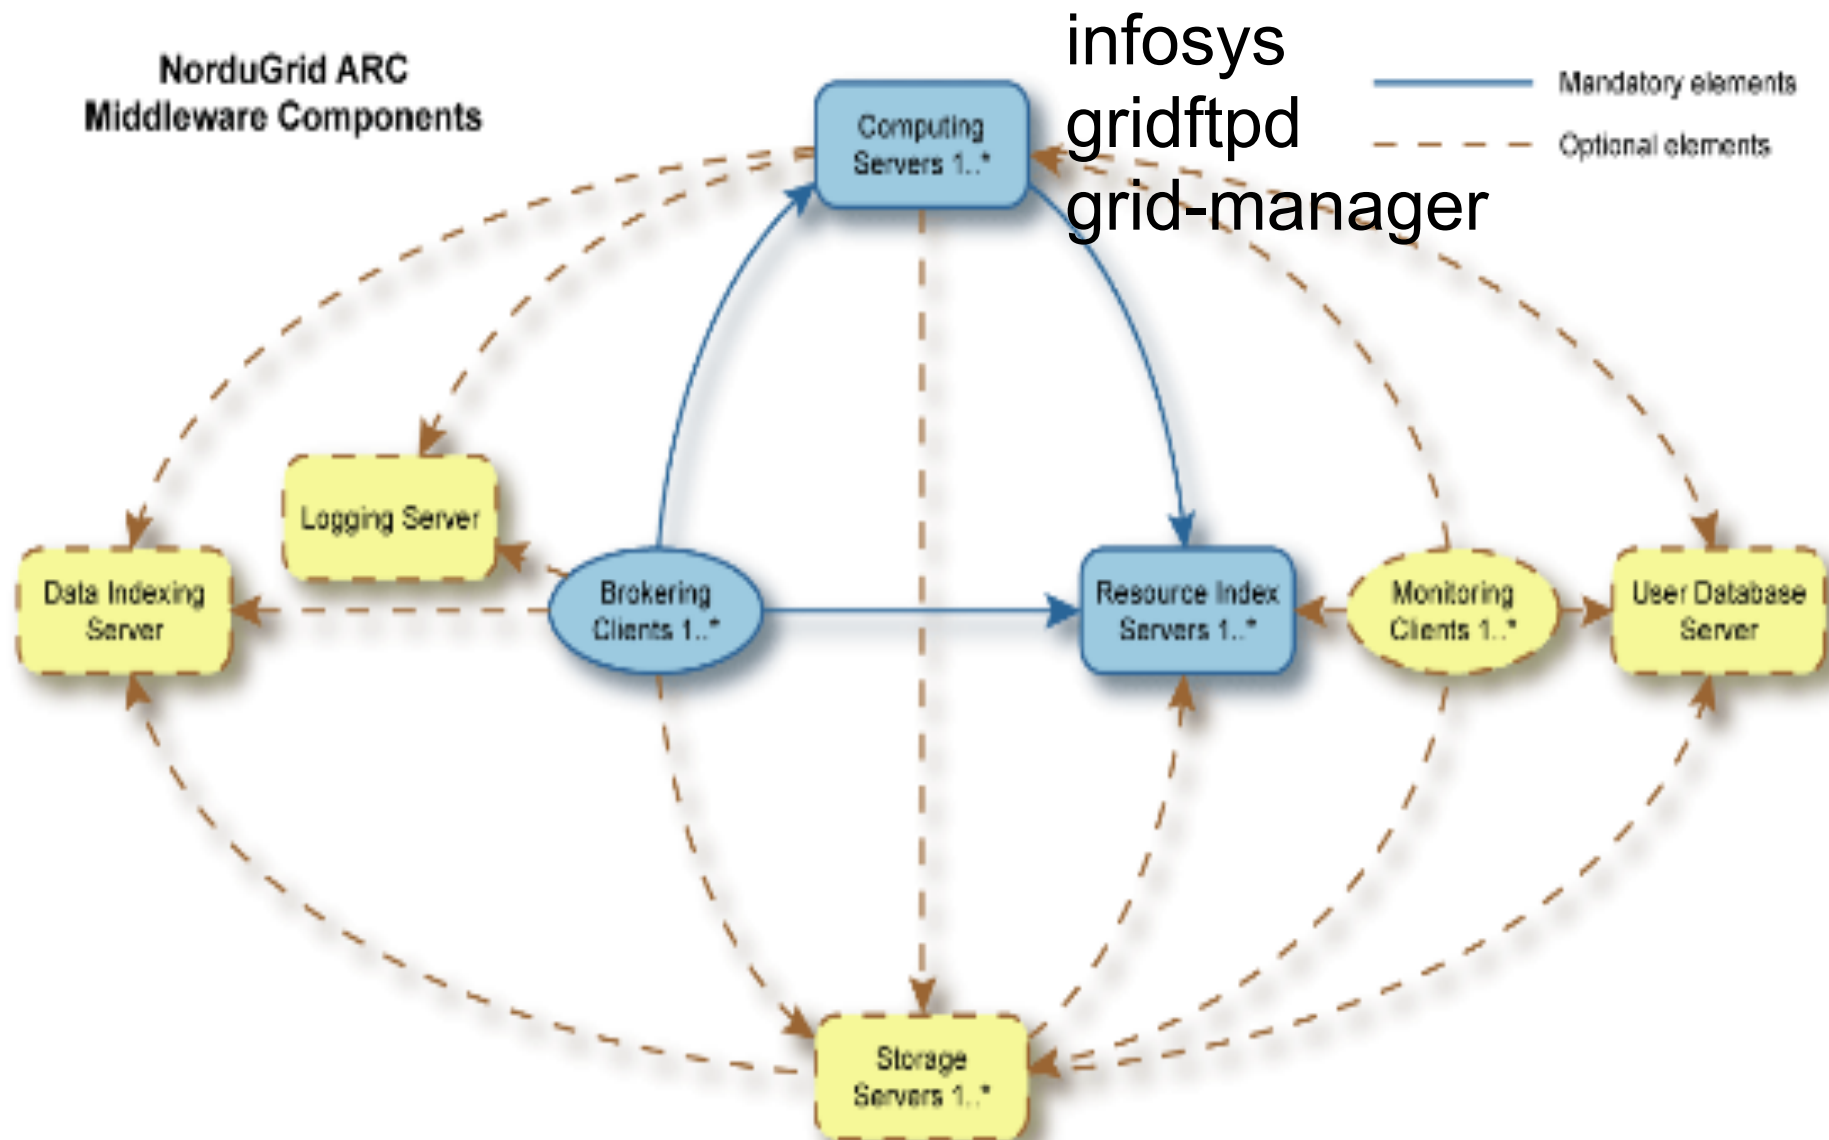 NorduGrid ARC
Middleware Components
infosys
gridftpd
grid-manager
Mandatory elements
Optional elements
Computing
Servers 1..*
Logging Server
Data Indexing
Server
Brokering
Clients 1..*
Resource Index
Servers 1..*
Monitoring
Clients 1..*
User Database
Server
Storage
Servers 1..*